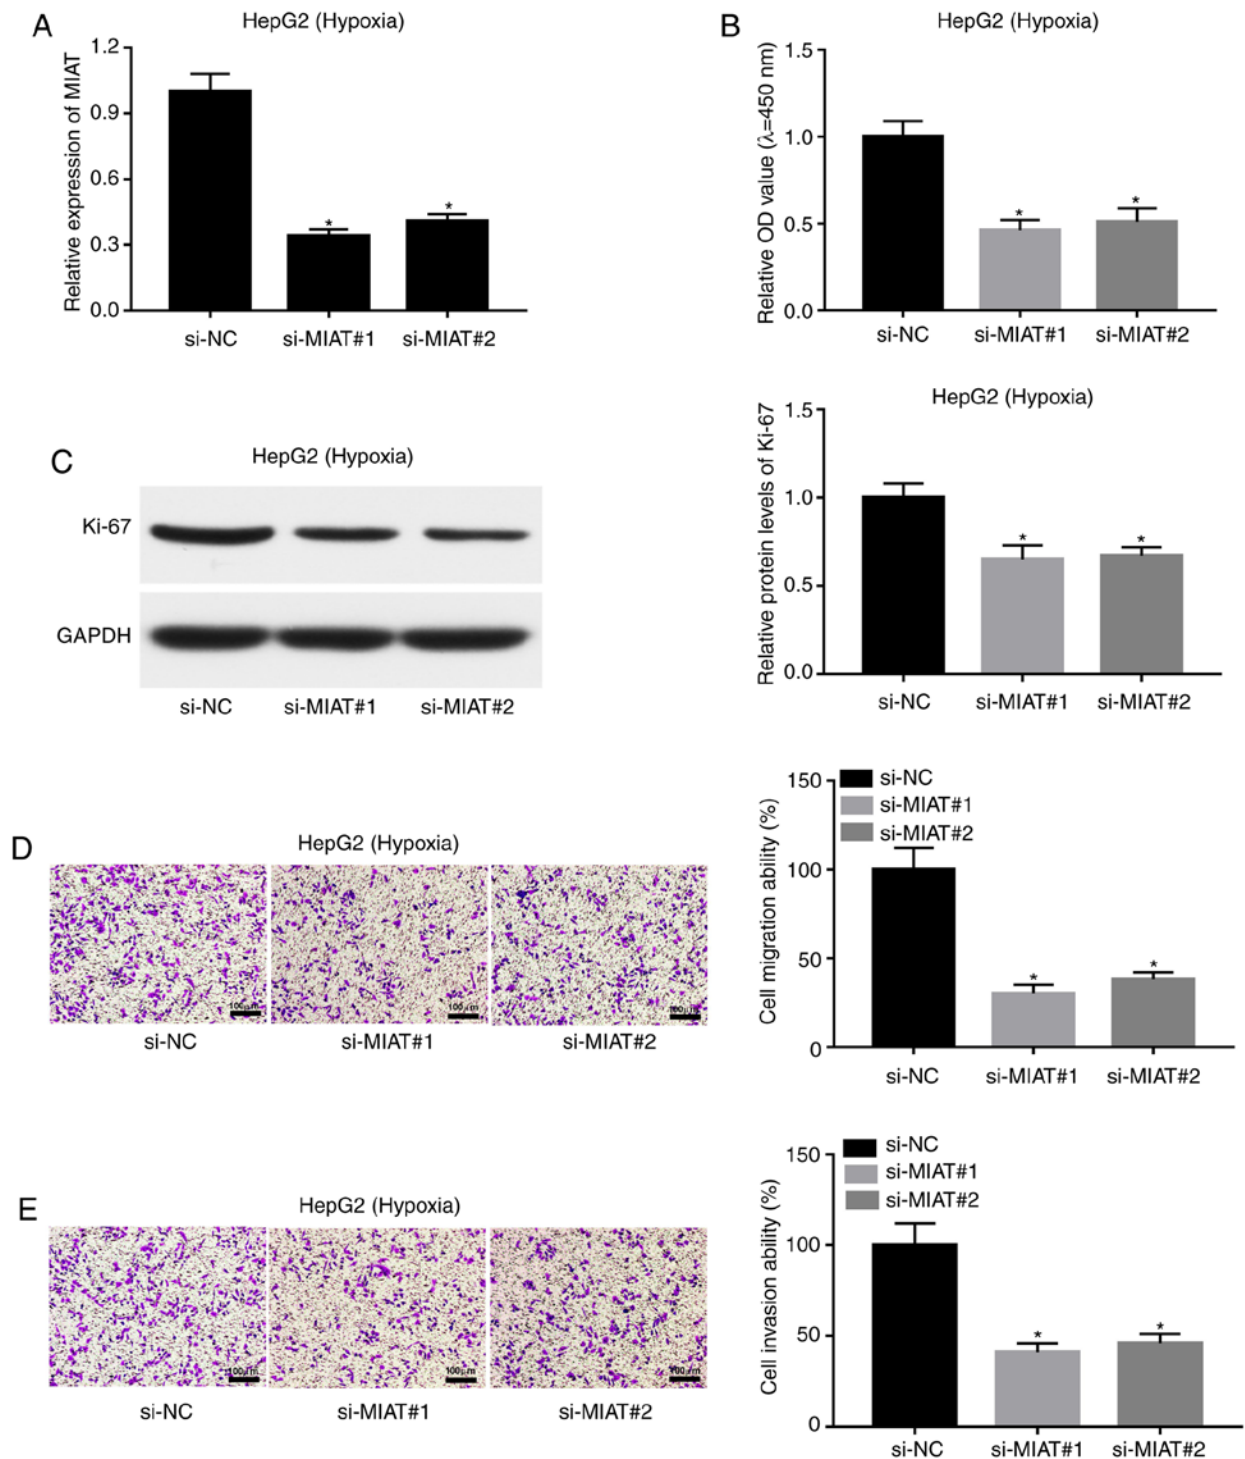 A
HepG2 (Hypoxia)
Relative expression of MIAT
1.2
0.9
0.6
0.3
0.0
*
*
si-NC si-MIAT#1 si-MIAT#2
B
HepG2 (Hypoxia)
Relative OD value (λ=450 nm)
1.5
1.0
0.5
0.0
*
*
si-NC si-MIAT#1 si-MIAT#2
C
HepG2 (Hypoxia)
Ki-67
GAPDH
si-NC si-MIAT#1 si-MIAT#2
HepG2 (Hypoxia)
Relative protein levels of Ki-67
1.5
1.0
0.5
0.0
*
*
si-NC si-MIAT#1 si-MIAT#2
D
HepG2 (Hypoxia)
100μm
100μm
100μm
si-NC si-MIAT#1 si-MIAT#2
Cell migration ability (%)
150
100
50
0
si-NC
si-MIAT#1
si-MIAT#2
*
*
si-NC si-MIAT#1 si-MIAT#2
E
HepG2 (Hypoxia)
100μm
100μm
100μm
si-NC si-MIAT#1 si-MIAT#2
Cell invasion ability (%)
150
100
50
0
si-NC
si-MIAT#1
si-MIAT#2
*
*
si-NC si-MIAT#1 si-MIAT#2